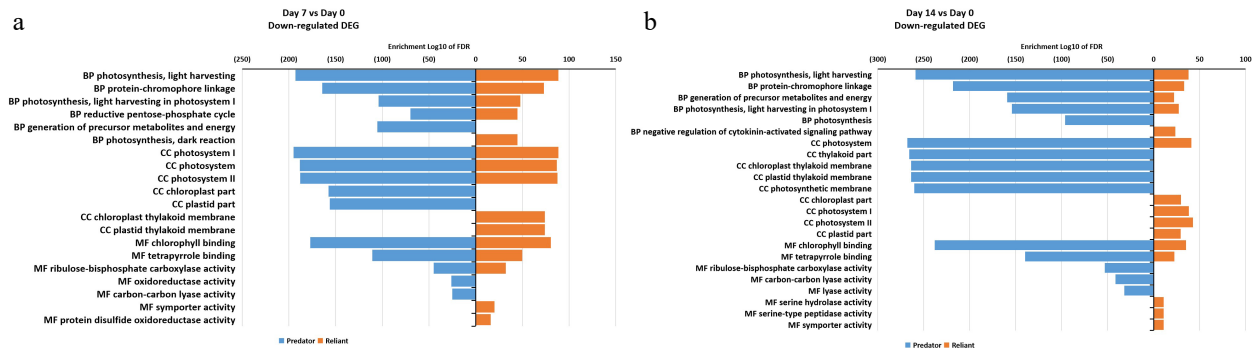 a
Day 7 vs Day 0
Down-regulated DEG
Enrichment Log10 of FDR
(250) (200) (150) (100) (50) 0 50 100 150
BP photosynthesis, light harvesting
BP protein-chromophore linkage
BP photosynthesis, light harvesting in photosystem I
BP reductive pentose-phosphate cycle
BP generation of precursor metabolites and energy
BP photosynthesis, dark reaction
CC photosystem I
CC photosystem
CC photosystem II
CC chloroplast part
CC plastid part
CC chloroplast thylakoid membrane
CC plastid thylakoid membrane
MF chlorophyll binding
MF tetrapyrrole binding
MF ribulose-bisphosphate carboxylase activity
MF oxidoreductase activity
MF carbon-carbon lyase activity
MF symporter activity
MF protein disulfide oxidoreductase activity
Predator Reliant
b
Day 14 vs Day 0
Down-regulated DEG
Enrichment Log10 of FDR
(300) (250) (200) (150) (100) (50) 0 50 100
BP photosynthesis, light harvesting
BP protein-chromophore linkage
BP generation of precursor metabolites and energy
BP photosynthesis, light harvesting in photosystem I
BP photosynthesis
BP negative regulation of cytokinin-activated signaling pathway
CC photosystem
CC thylakoid part
CC chloroplast thylakoid membrane
CC plastid thylakoid membrane
CC photosynthetic membrane
CC chloroplast part
CC photosystem I
CC photosystem II
CC plastid part
MF chlorophyll binding
MF tetrapyrrole binding
MF ribulose-bisphosphate carboxylase activity
MF carbon-carbon lyase activity
MF lyase activity
MF serine hydrolase activity
MF serine-type peptidase activity
MF symporter activity
Predator Reliant